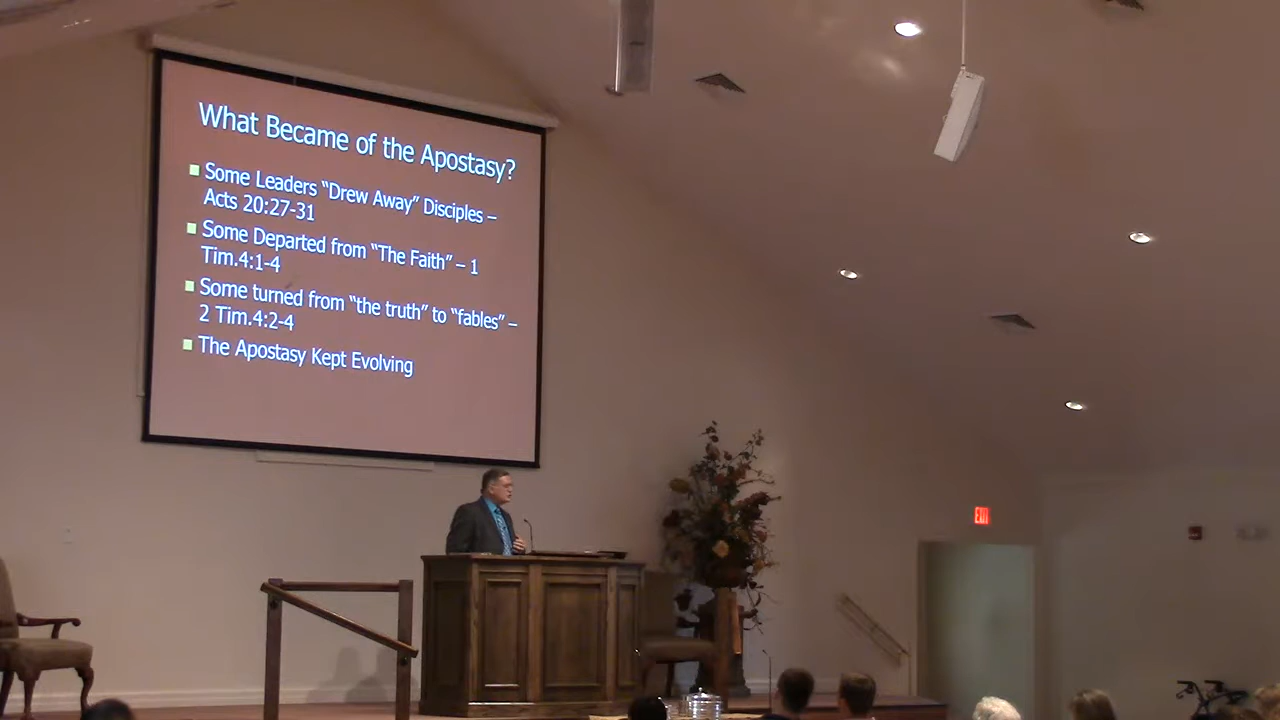 What Became of the Apostasy?
Some Leaders “Drew Away” Disciples –
Acts 20:27-31
Some Departed from “The Faith” – 1
Tim.4:1-4
Some turned from “the truth” to “fables” –
2 Tim.4:2-4
The Apostasy Kept Evolving
EXIT